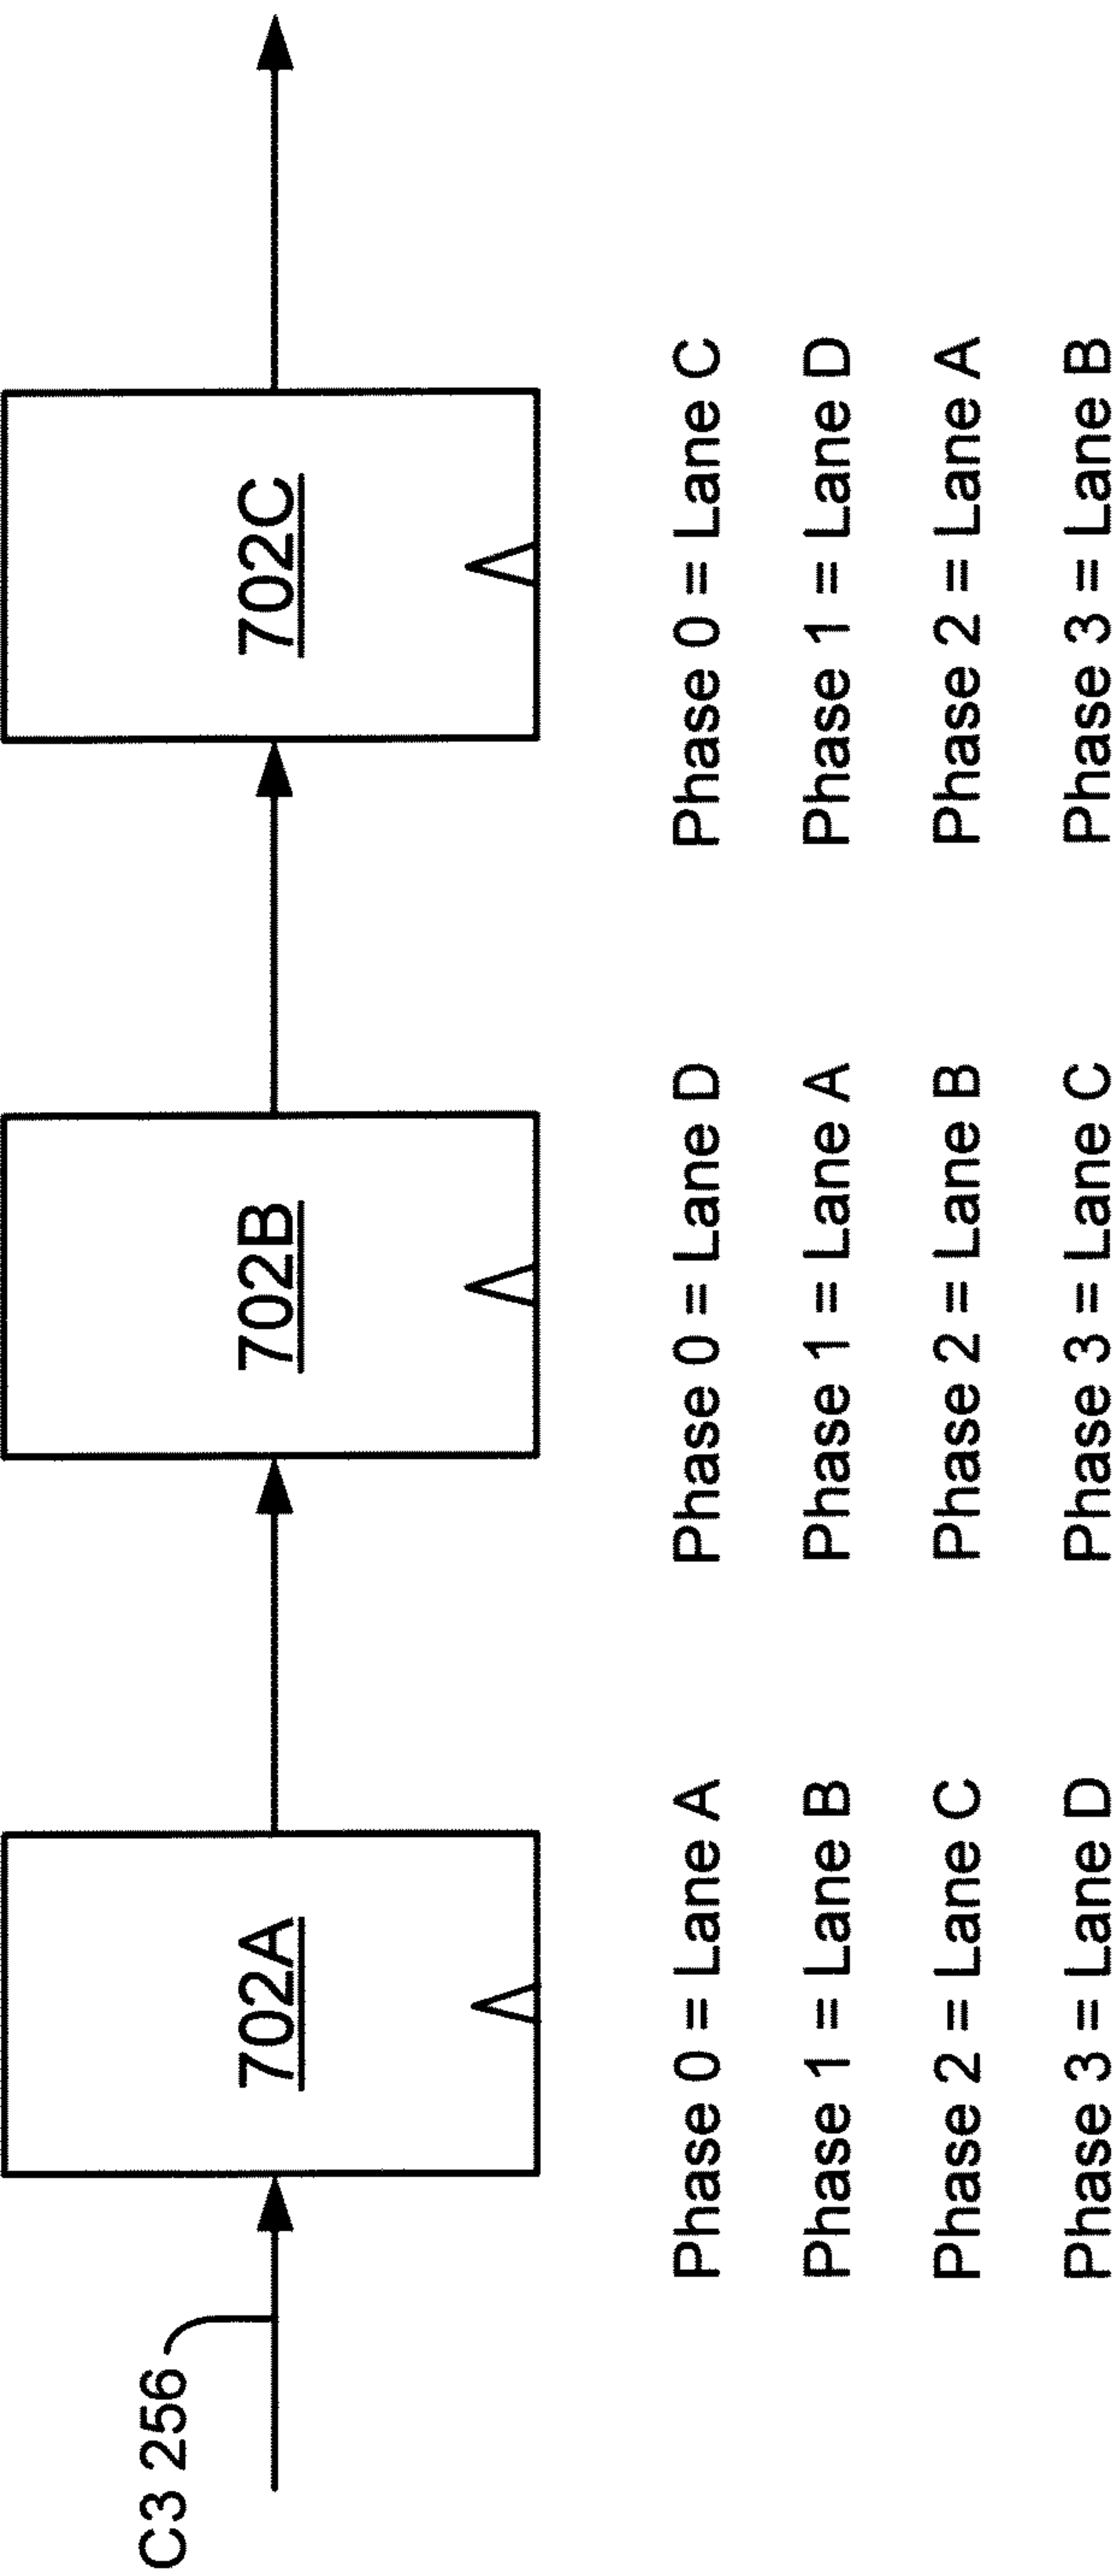 C3 256
702A
702B
702C
Phase 0 = Lane A
Phase 1 = Lane B
Phase 2 = Lane C
Phase 3 = Lane D
Phase 0 = Lane D
Phase 1 = Lane A
Phase 2 = Lane B
Phase 3 = Lane C
Phase 0 = Lane C
Phase 1 = Lane D
Phase 2 = Lane A
Phase 3 = Lane B